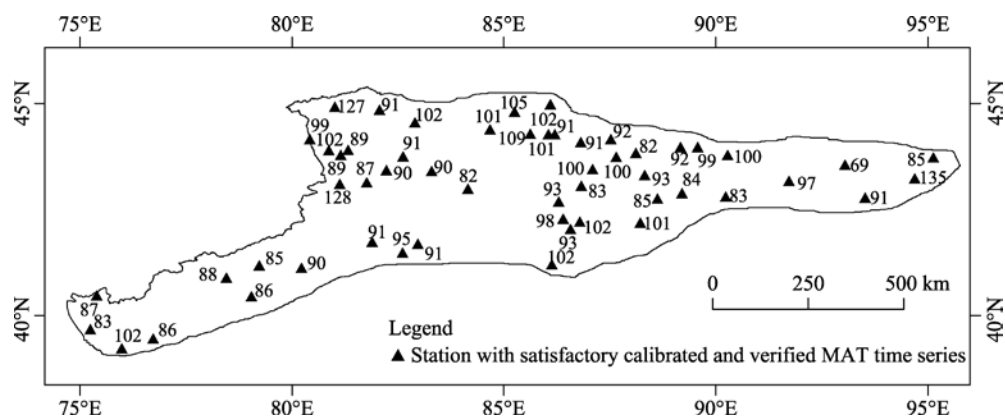 75°E 80°E 85°E 90°E 95°E
45°N 45°N
127 91 102 105 102
99 102 89 101 109 101 91 91 92
91 82
89 87 90 90 100 100 92 99 100 69 85
128 82 93 83 93 84 97 135
85 83 91
98 102 101
91 95 93
91 102
88 85 90
86
0 250 500 km
40°N 40°N
87
83
102 86
Legend
Station with satisfactory calibrated and verified MAT time series
75°E 80°E 85°E 90°E 95°E